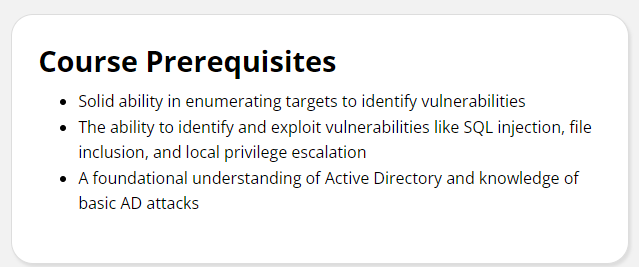 Course Prerequisites
• Solid ability in enumerating targets to identify vulnerabilities
• The ability to identify and exploit vulnerabilities like SQL injection, file
inclusion, and local privilege escalation
• A foundational understanding of Active Directory and knowledge of
basic AD attacks